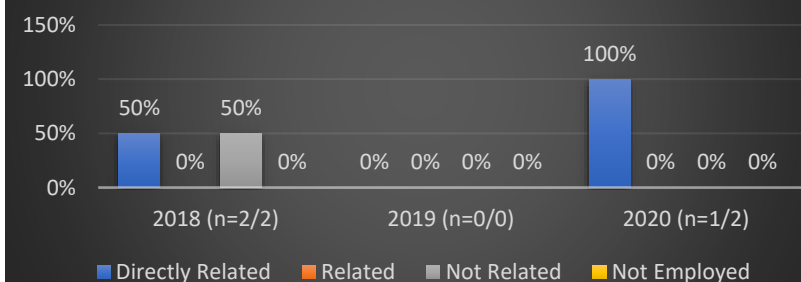 150%
100%
100%
50%
50%
50%
0%
0%
0%
0%
0%
0%
0%
0%
0%
0%
2018 (n=2/2)
2019 (n=0/0)
2020 (n=1/2)
Directly Related
Related
Not Related
Not Employed